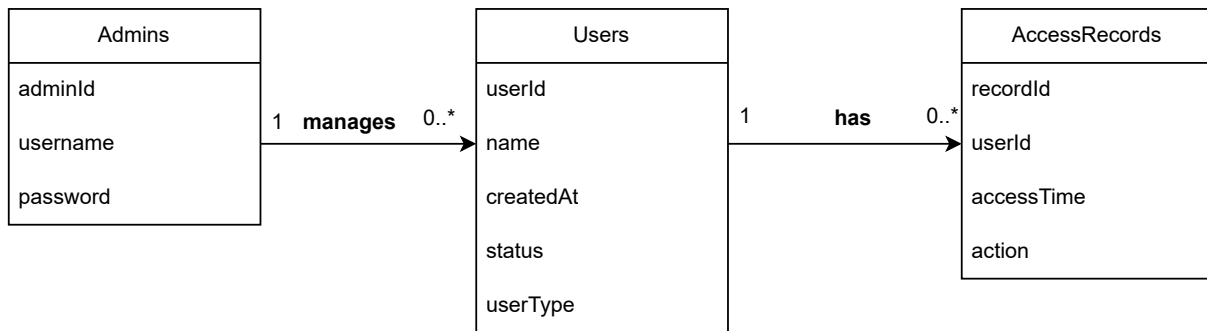 Admins
adminId
username
password
1 manages 0..*
Users
userId
name
createdAt
status
userType
1 has 0..*
AccessRecords
recordId
userId
accessTime
action